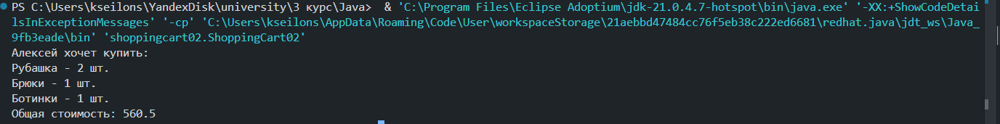 PS C:\Users\kseilons\YandexDisk\university\3 курс\Java>  & 'C:\Program Files\Eclipse Adoptium\jdk-21.0.4.7-hotspot\bin\java.exe' '-XX:+ShowCodeDetai
lsInExceptionMessages' '-cp' 'C:\Users\kseilons\AppData\Roaming\Code\User\workspaceStorage\21aebbd47484cc76f5eb38c222ed6681\redhat.java\jdt_ws\Java_
9fb3eade\bin' 'shoppingcart02.ShoppingCart02'
Алексей хочет купить:
Рубашка - 2 шт.
Брюки - 1 шт.
Ботинки - 1 шт.
Общая стоимость: 560.5